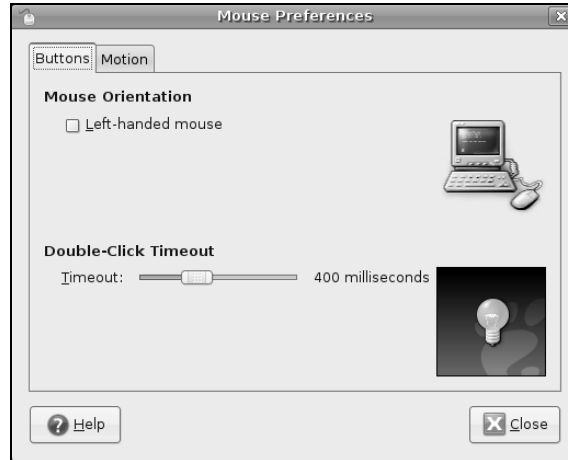 Mouse Preferences
Buttons Motion
Mouse Orientation
Left-handed mouse
Double-Click Timeout
Timeout: 400 milliseconds
Help Close